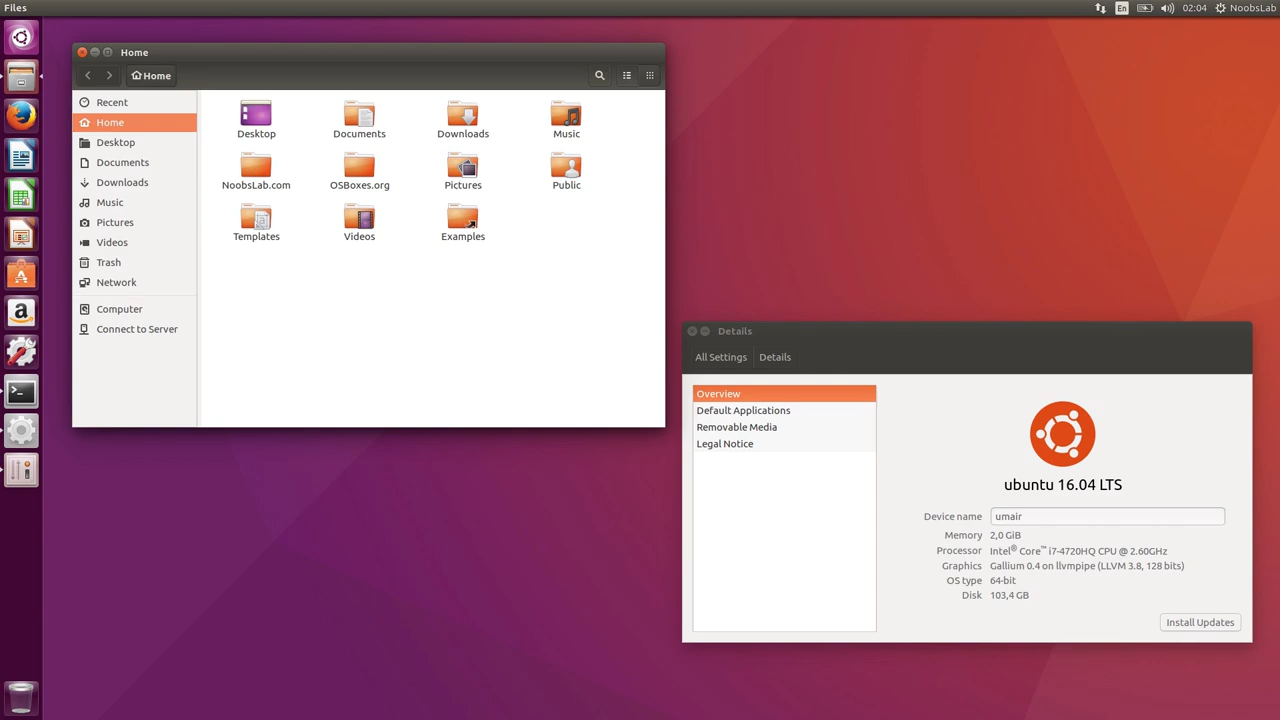 Files
En
02:04
NoobsLab
Home
Home
Recent
Home
Desktop
Documents
Downloads
Music
Pictures
Videos
Trash
Network
Computer
Connect to Server
Desktop
Documents
Downloads
Music
NoobsLab.com
OSBoxes.org
Pictures
Public
Templates
Videos
Examples
Details
All Settings
Details
Overview
Default Applications
Removable Media
Legal Notice
ubuntu 16.04 LTS
Device name umair
Memory 2,0 GiB
Processor Intel® Core™ i7-4720HQ CPU @ 2.60GHz
Graphics Gallium 0.4 on llvmpipe (LLVM 3.8, 128 bits)
OS type 64-bit
Disk 103,4 GB
Install Updates